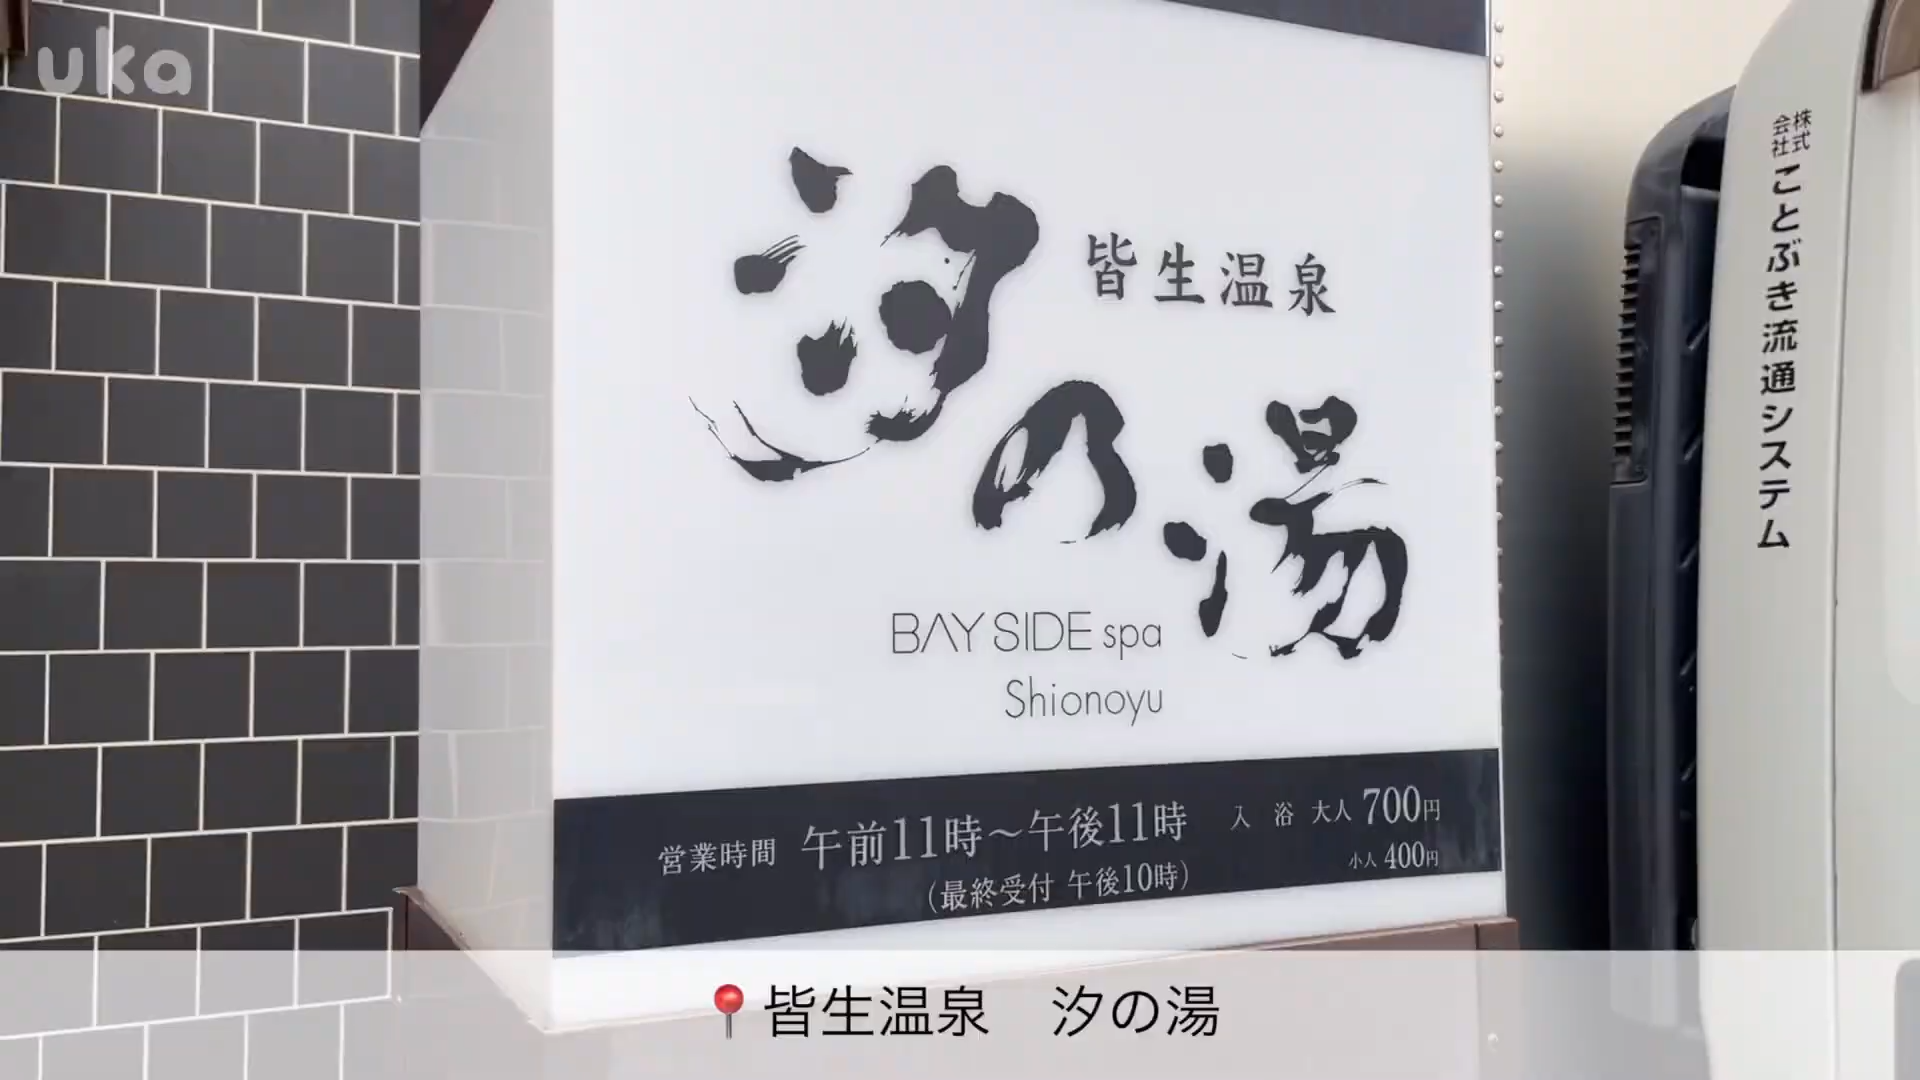 uka
皆生温泉
汐の湯
BAY SIDE spa
Shionoyu
営業時間 午前11時～午後11時
(最終受付 午後10時)
入浴 大人 700円
小人 400円
株式会社 ことぶき流通システム
📍皆生温泉　汐の湯